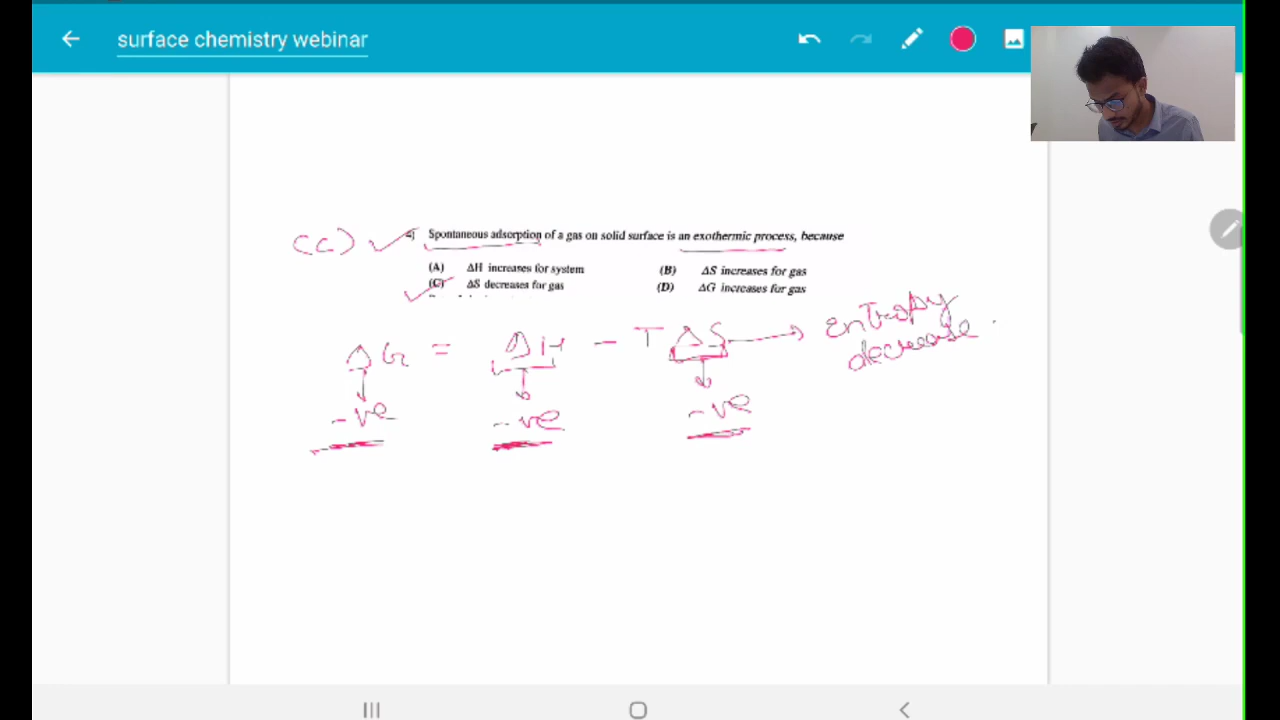 surface chemistry webinar
(C) 4) Spontaneous adsorption of a gas on solid surface is an exothermic process, because
(A) ΔH increases for system (B) ΔS increases for gas
(C) ΔS decreases for gas (D) ΔG increases for gas
ΔG = ΔH - TΔS → Entropy decrease.
-ve -ve -ve